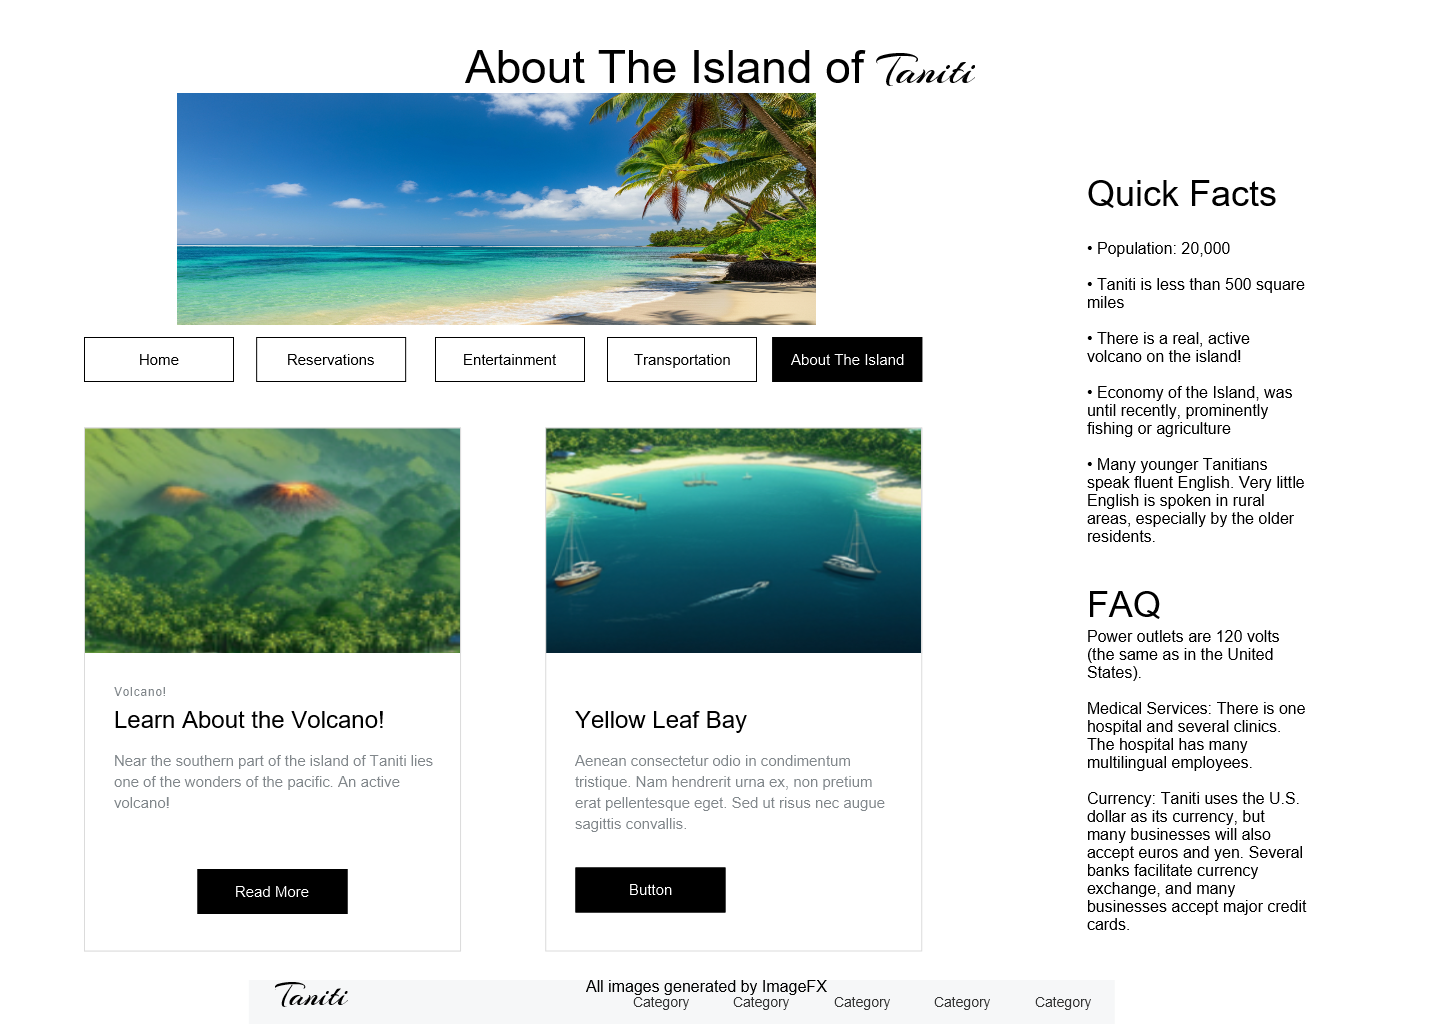 About The Island of Taniti
Home
Reservations
Entertainment
Transportation
About The Island
Volcano!
Learn About the Volcano!
Near the southern part of the island of Taniti lies
one of the wonders of the pacific. An active
volcano!
Read More
Yellow Leaf Bay
Aenean consectetur odio in condimentum
tristique. Nam hendrerit urna ex, non pretium
erat pellentesque eget. Sed ut risus nec augue
sagittis convallis.
Button
Quick Facts
• Population: 20,000
• Taniti is less than 500 square
miles
• There is a real, active
volcano on the island!
• Economy of the Island, was
until recently, prominently
fishing or agriculture
• Many younger Tanitians
speak fluent English. Very little
English is spoken in rural
areas, especially by the older
residents.
FAQ
Power outlets are 120 volts
(the same as in the United
States).
Medical Services: There is one
hospital and several clinics.
The hospital has many
multilingual employees.
Currency: Taniti uses the U.S.
dollar as its currency, but
many businesses will also
accept euros and yen. Several
banks facilitate currency
exchange, and many
businesses accept major credit
cards.
Taniti
All images generated by ImageFX
Category
Category
Category
Category
Category